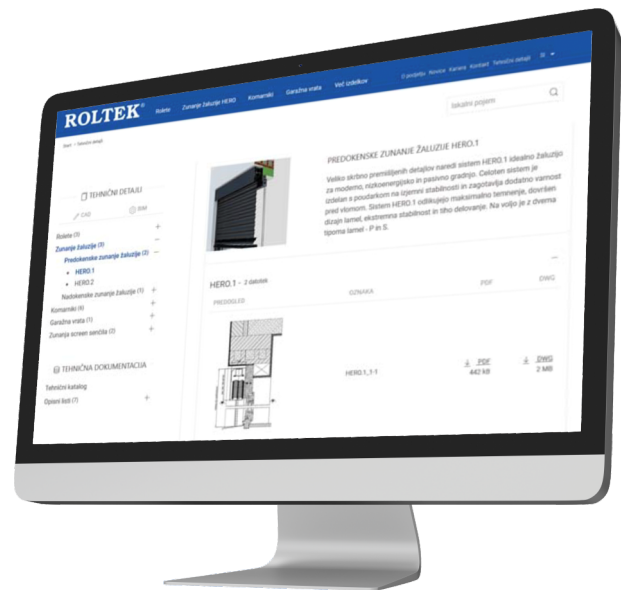 ROLTEK®
Rolete
Zunanje žaluzije HERO
Komarniki
Garažna vrata
Več izdelkov
O podjetju
Novice
Kariera
Kontakt
Tehnični detajli
Iskalni pojem
TEHNIČNI DETAJLI
CAD
BIM
Rolete (5)
Zunanje žaluzije (3)
Predokenske zunanje žaluzije (2)
HERO.1
HERO.2
Nadokenske zunanje žaluzije (1)
Komarniki (6)
Garažna vrata (1)
Zunanja screen senčila (2)
TEHNIČNA DOKUMENTACIJA
Tehnični katalog
Opisni listi (7)
PREDOKENSKE ZUNANJE ŽALUZIJE HERO.1
Veliko skrbno premišljenih detajlov naredi sistem HERO.1 idealno žaluzijo
za moderno, nizkoenergijsko in pasivno gradnjo. Celoten sistem je
izdelan s poudarkom na izjemni stabilnosti in zagotavlja dodatno varnost
pred vlomom. Sistem HERO.1 odlikujejo maksimalno temnenje, dovršen
dizajn lamel, ekstremna stabilnost in tiho delovanje. Na voljo je z dvema
tipoma lamel - P in S.
HERO.1 - 2 datotek
PREDOGLED
OZNAKA
PDF
DWG
HERO.1_1-1
PDF
442 kB
DWG
2 MB